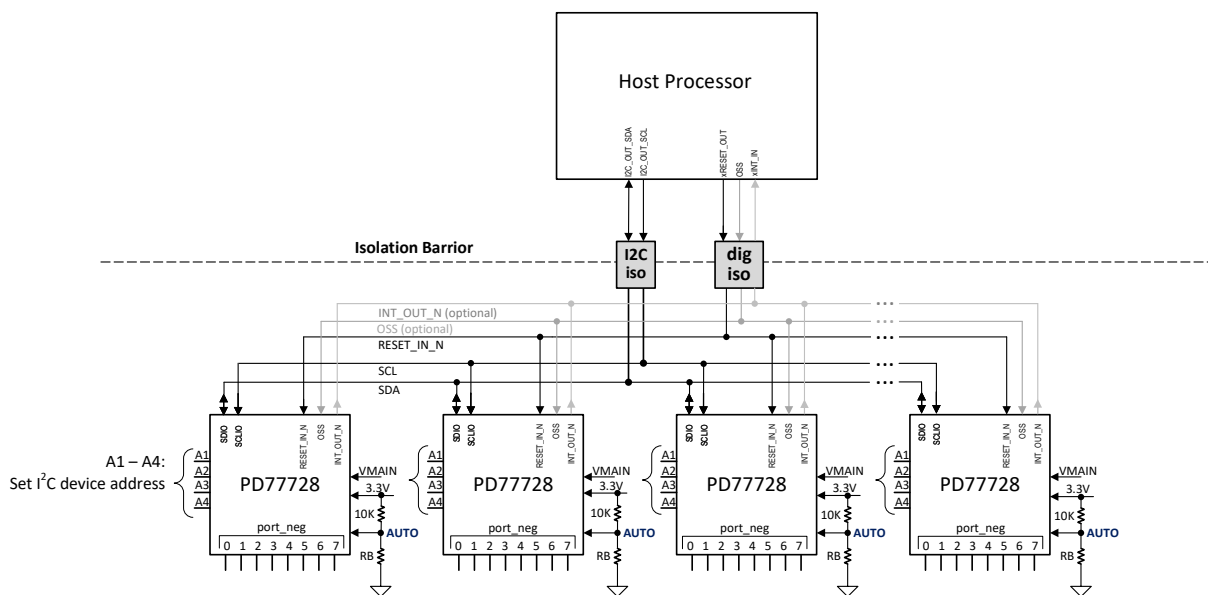 Host Processor
I2C_OUT_SDA
I2C_OUT_SCL
xRESET_OUT
OSS
xINT_IN
Isolation Barrior
I2C
iso
dig
iso
INT_OUT_N (optional)
OSS (optional)
RESET_IN_N
SCL
SDA
...
...
...
...
...
A1 – A4:
Set I²C device address
SDIO
SCLIO
RESET_IN_N
OSS
INT_OUT_N
A1
A2
A3
A4
PD77728
VMAIN
3.3V
10K
AUTO
RB
port_neg
0 1 2 3 4 5 6 7
SDIO
SCLIO
RESET_IN_N
OSS
INT_OUT_N
A1
A2
A3
A4
PD77728
VMAIN
3.3V
10K
AUTO
RB
port_neg
0 1 2 3 4 5 6 7
SDIO
SCLIO
RESET_IN_N
OSS
INT_OUT_N
A1
A2
A3
A4
PD77728
VMAIN
3.3V
10K
AUTO
RB
port_neg
0 1 2 3 4 5 6 7
SDIO
SCLIO
RESET_IN_N
OSS
INT_OUT_N
A1
A2
A3
A4
PD77728
VMAIN
3.3V
10K
AUTO
RB
port_neg
0 1 2 3 4 5 6 7